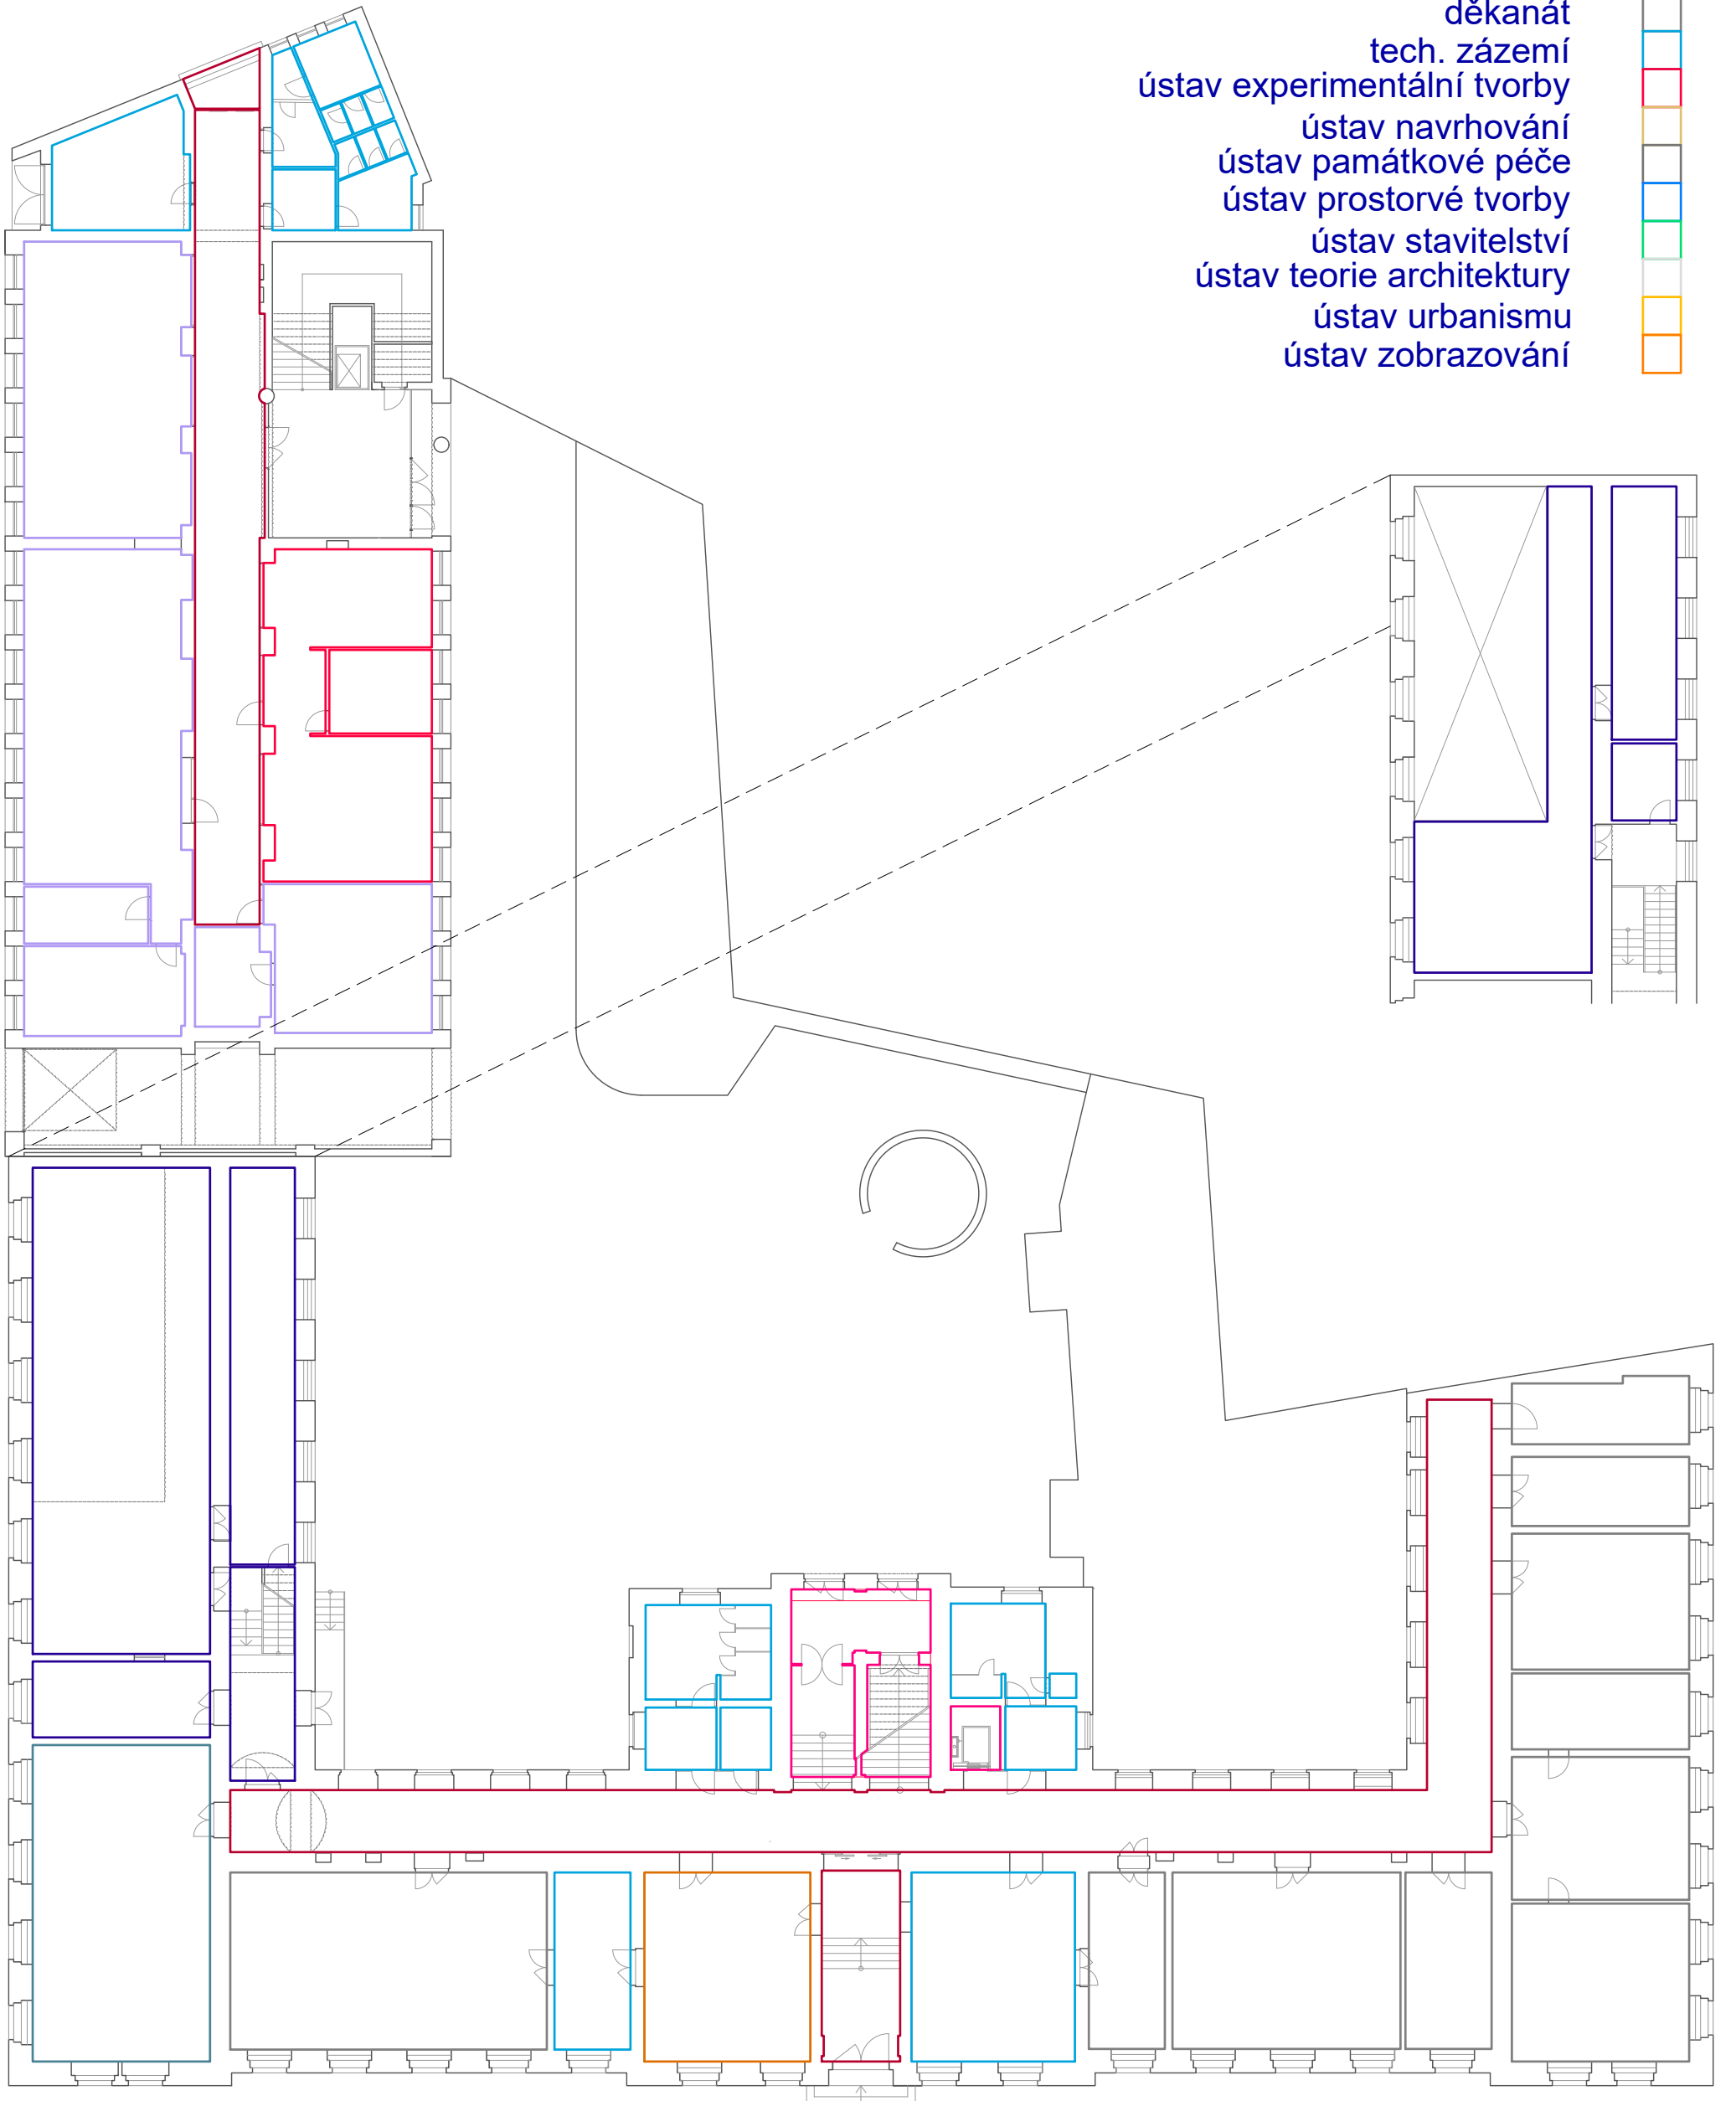 děkanát
tech. zázemí
ústav experimentální tvorby
ústav navrhování
ústav památkové péče
ústav prostorvé tvorby
ústav stavitelství
ústav teorie architektury
ústav urbanismu
ústav zobrazování